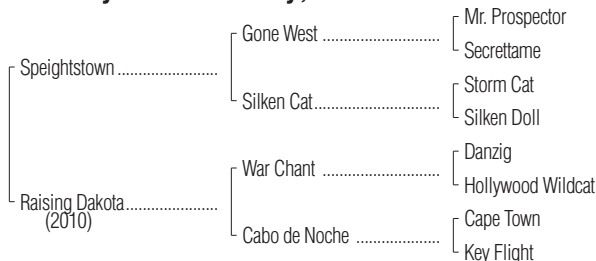 Mr. Prospector
Gone West ..............................
Secrettame
Speightstown ........................
Storm Cat
Silken Cat................................
Silken Doll
Danzig
War Chant .............................
Hollywood Wildcat
Raising Dakota......................
(2010)
Cape Town
Cabo de Noche .....................
Key Flight